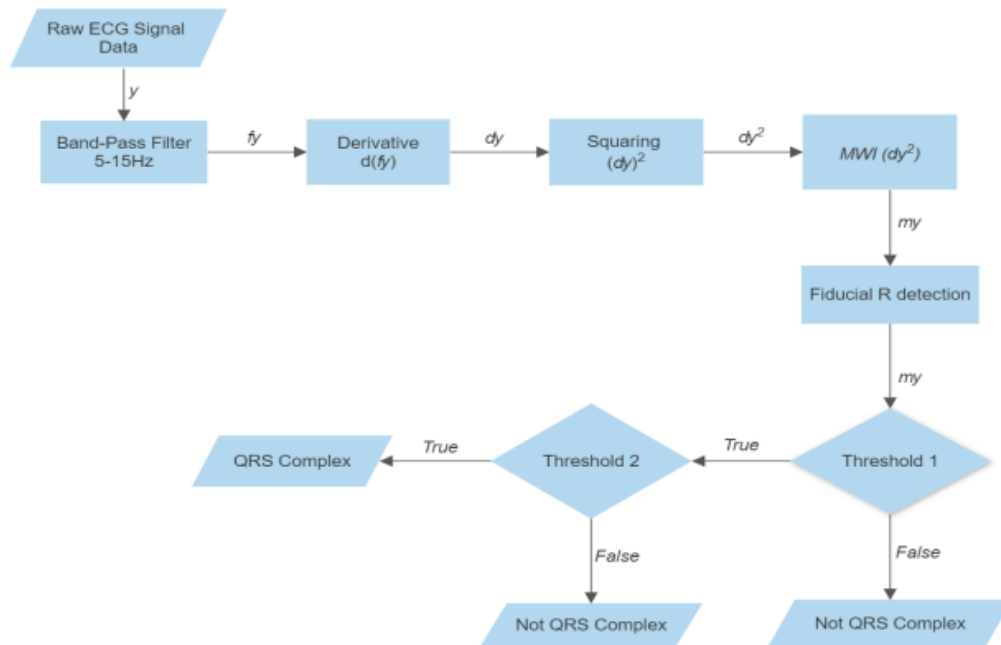 Raw ECG Signal
Data
y
Band-Pass Filter
5-15Hz
fy
Derivative
d(fy)
dy
Squaring
(dy)²
dy²
MWI (dy²)
my
Fiducial R detection
my
Threshold 1
True
Threshold 2
True
QRS Complex
False
Not QRS Complex
False
Not QRS Complex